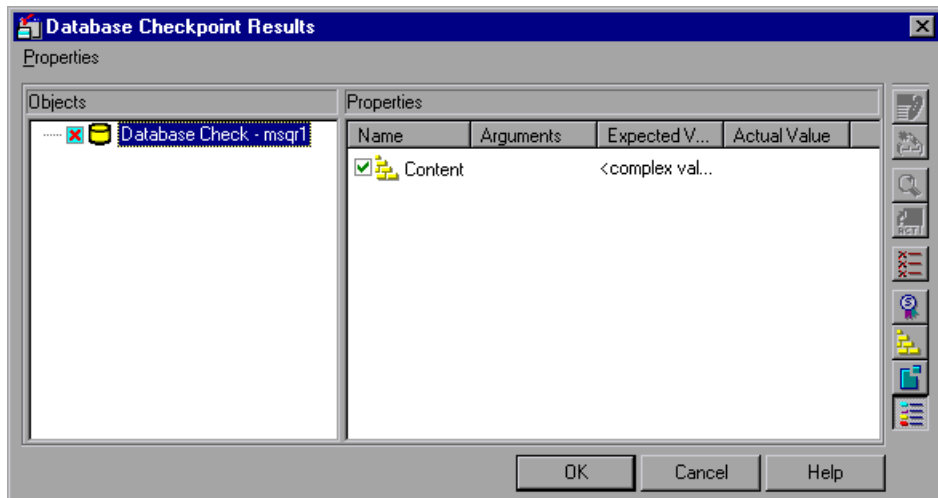 Database Checkpoint Results
Properties
Objects
Properties
Database Check - msqr1
Name Arguments Expected V... Actual Value
Content <complex val...
OK Cancel Help